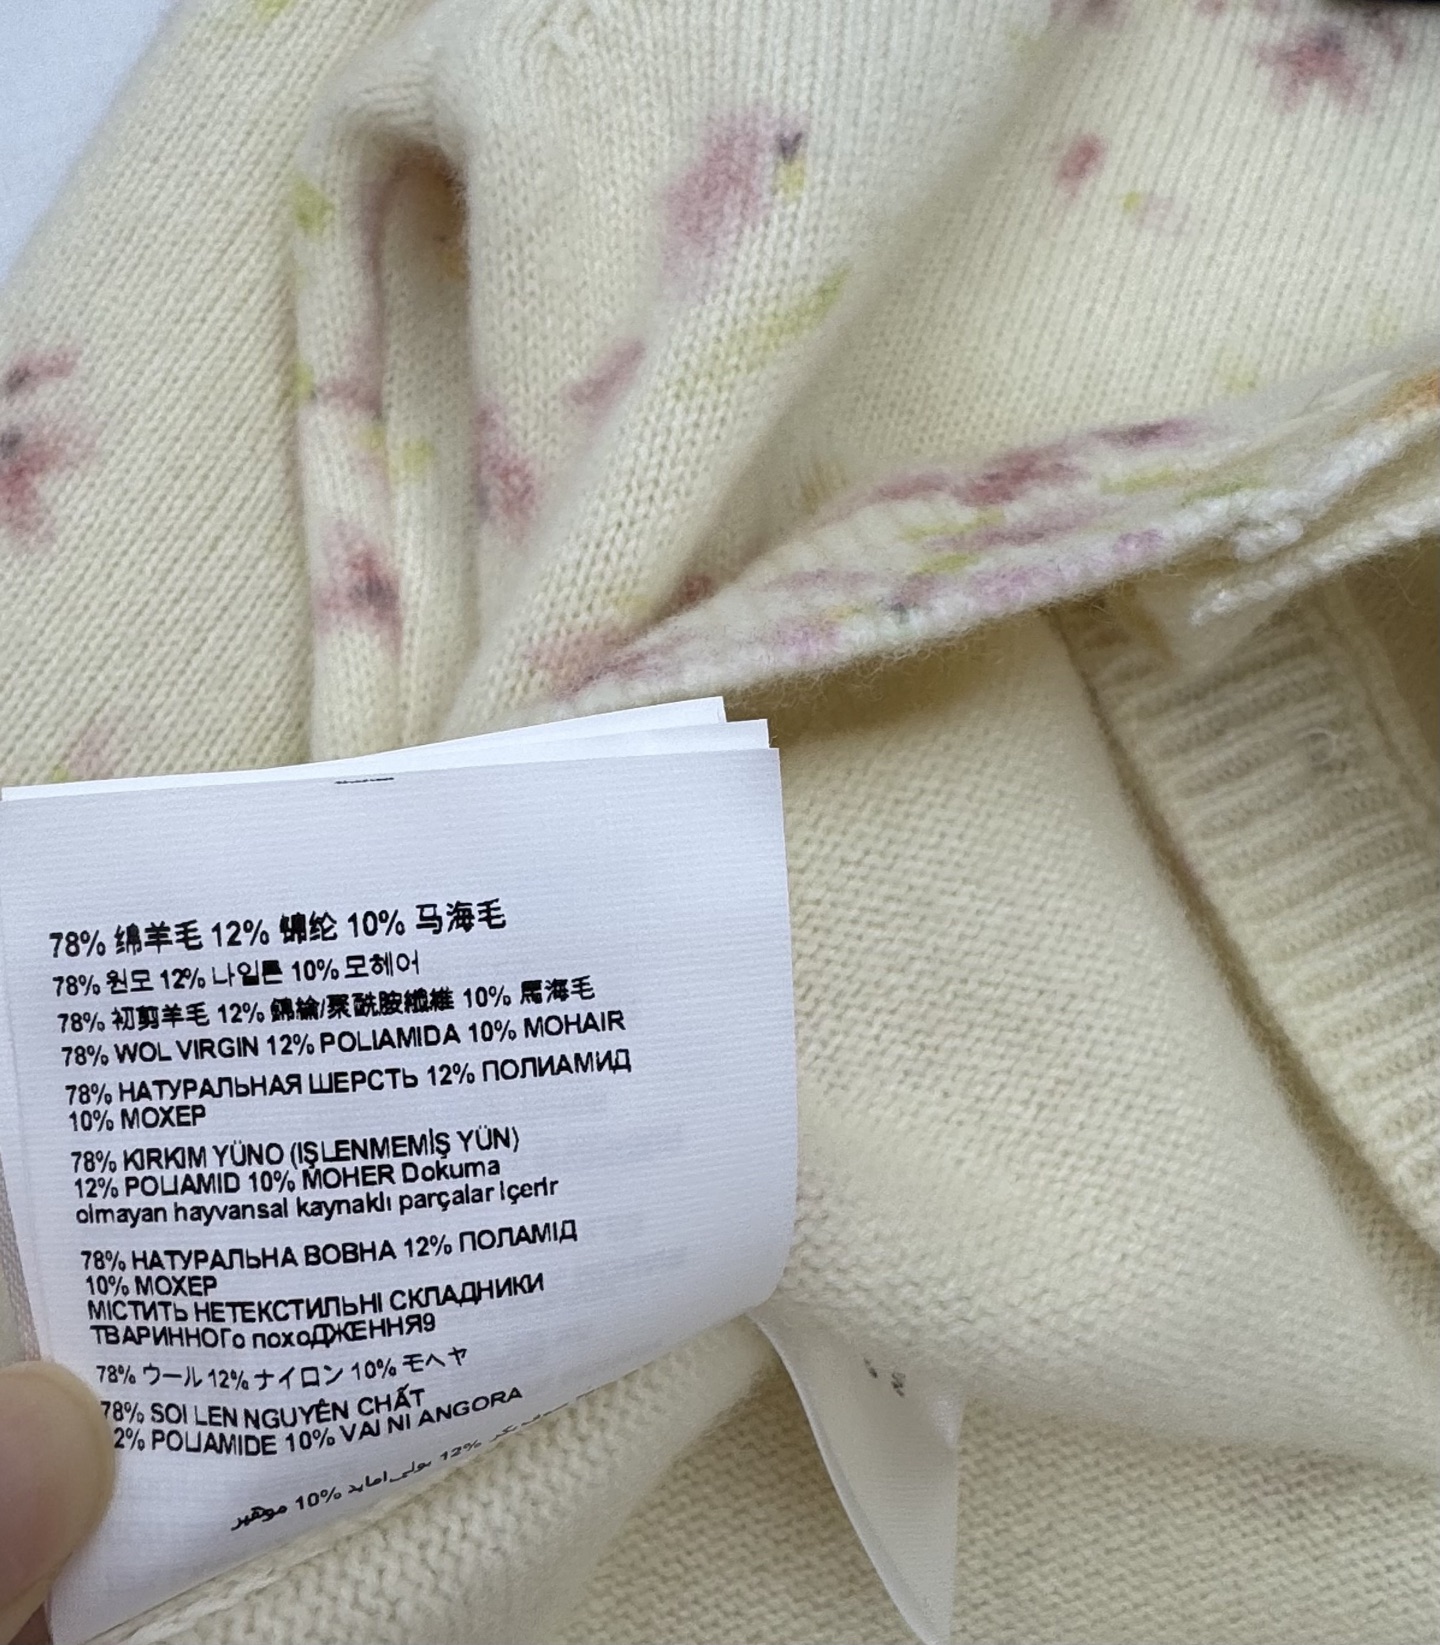 78% 绵羊毛 12% 锦纶 10% 马海毛
78% 원모 12% 나일론 10% 모헤어
78% 初剪羊毛 12% 錦綸/聚酰胺纖維 10% 馬海毛
78% WOL VIRGIN 12% POLIAMIDA 10% MOHAIR
78% НАТУРАЛЬНАЯ ШЕРСТЬ 12% ПОЛИАМИД
10% МОХЕР
78% KIRKIM YÜNO (IŞLENMEMİŞ YÜN)
12% POLIAMID 10% MOHER Dokuma
olmayan hayvansal kaynaklı parçalar içerir
78% НАТУРАЛЬНА ВОВНА 12% ПОЛАМІД
10% МОХЕР
МІСТИТЬ НЕТЕКСТИЛЬНІ СКЛАДНИКИ
ТВАРИННОГо похоДЖЕННЯ9
78% ウール 12% ナイロン 10% モヘヤ
78% SOI LEN NGUYÊN CHẤT
2% POLIAMIDE 10% VAI NI ANGORA
12% بولي امايد 10% موهير